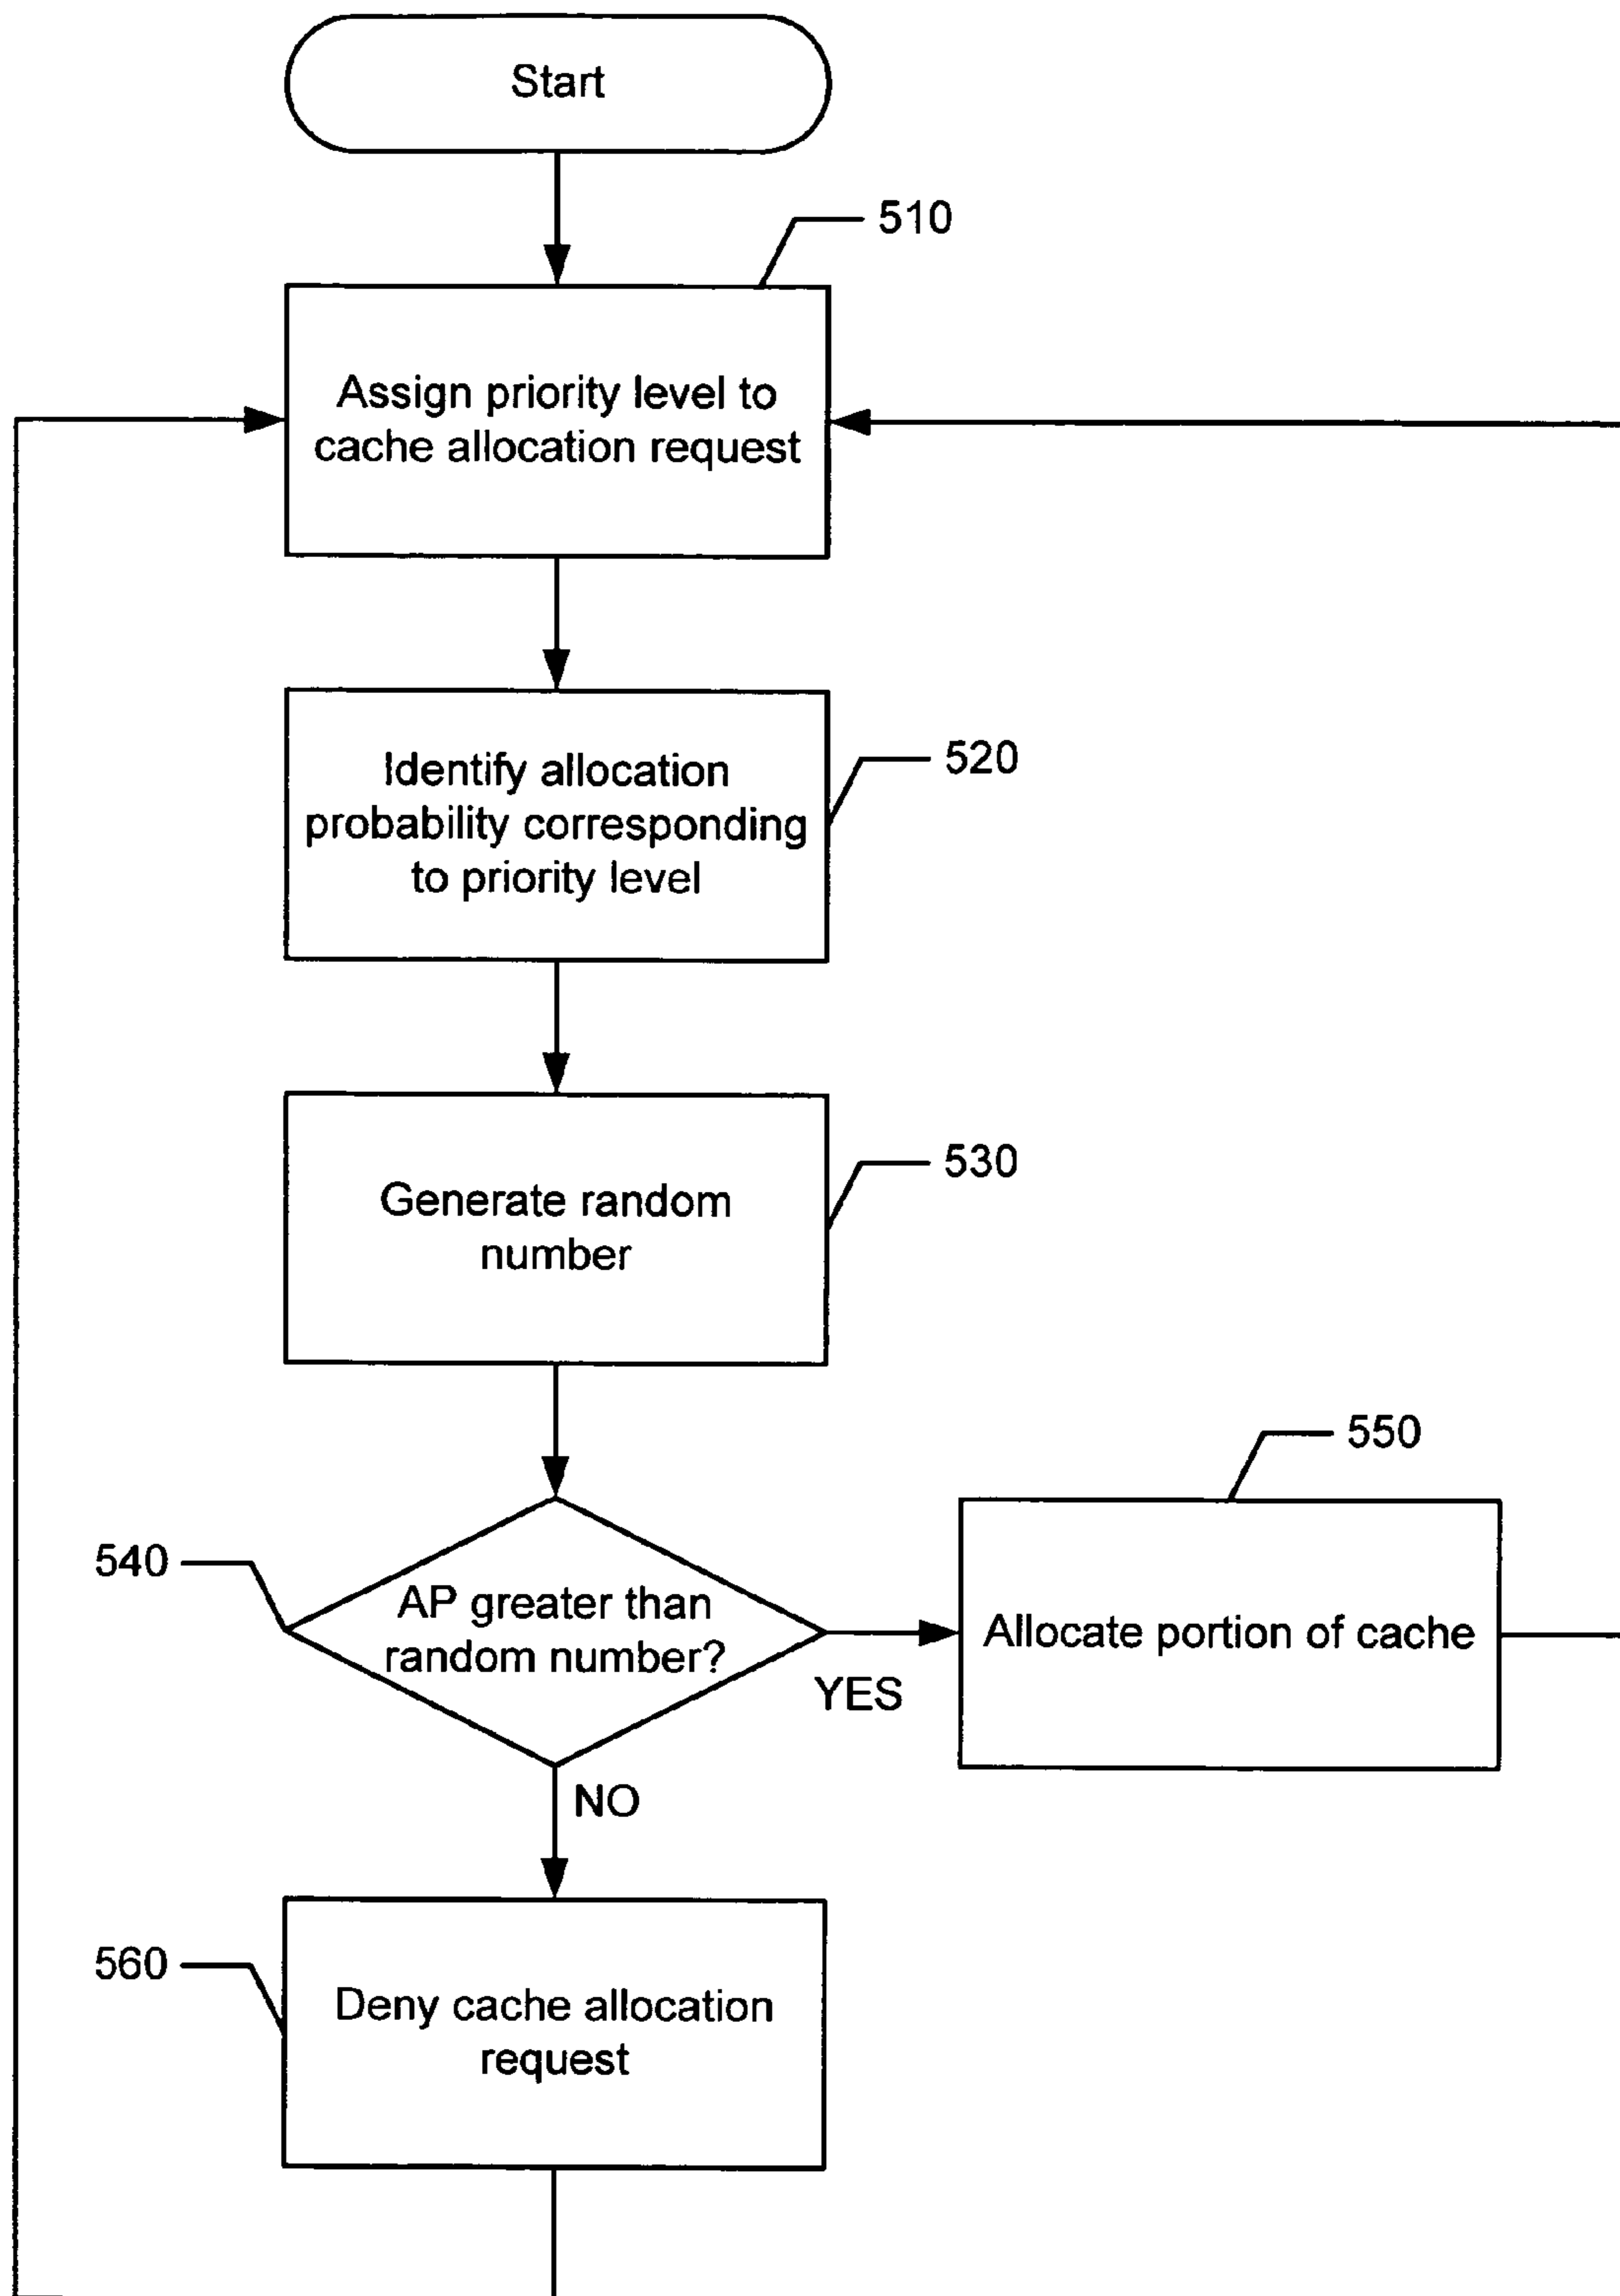 Start
510
Assign priority level to
cache allocation request
520
Identify allocation
probability corresponding
to priority level
530
Generate random
number
550
540
AP greater than
random number?
YES
Allocate portion of cache
NO
560
Deny cache allocation
request